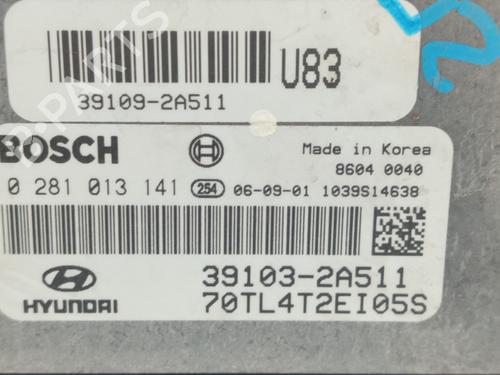 U83
39109-2A511
BOSCH
Made in Korea
8604 0040
0 281 013 141 254 06-09-01 1039S14638
39103-2A511
HYUNDAI
70TL4T2EI05S